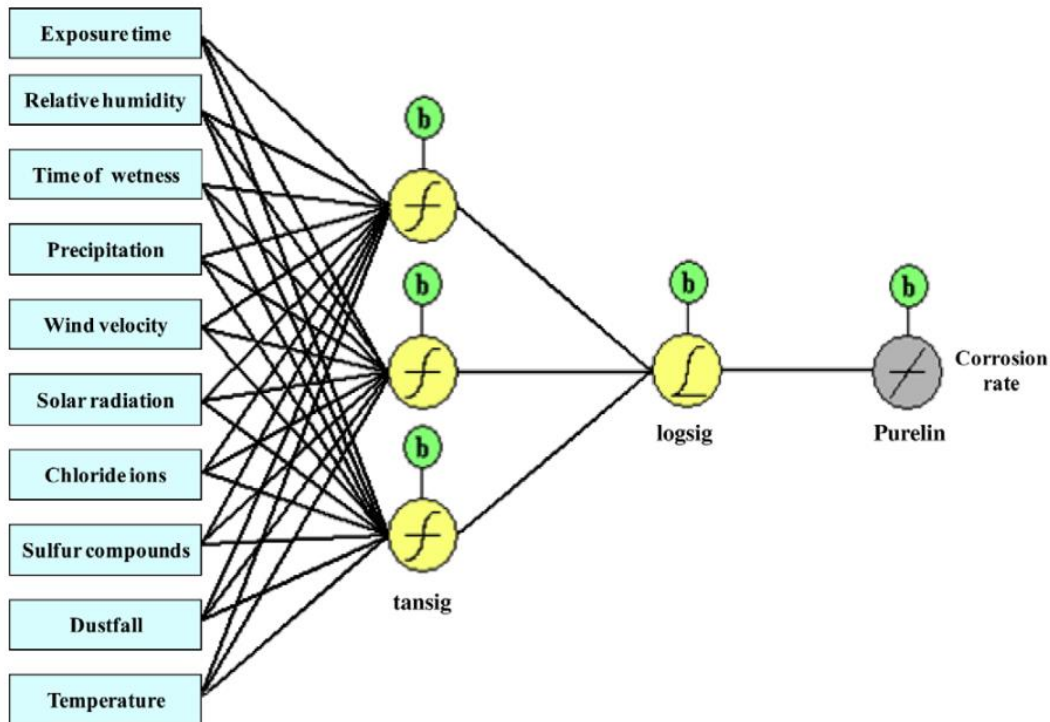 Exposure time
Relative humidity
Time of wetness
Precipitation
Wind velocity
Solar radiation
Chloride ions
Sulfur compounds
Dustfall
Temperature
b
b
b
tansig
b
logsig
b
Purelin
Corrosion
rate